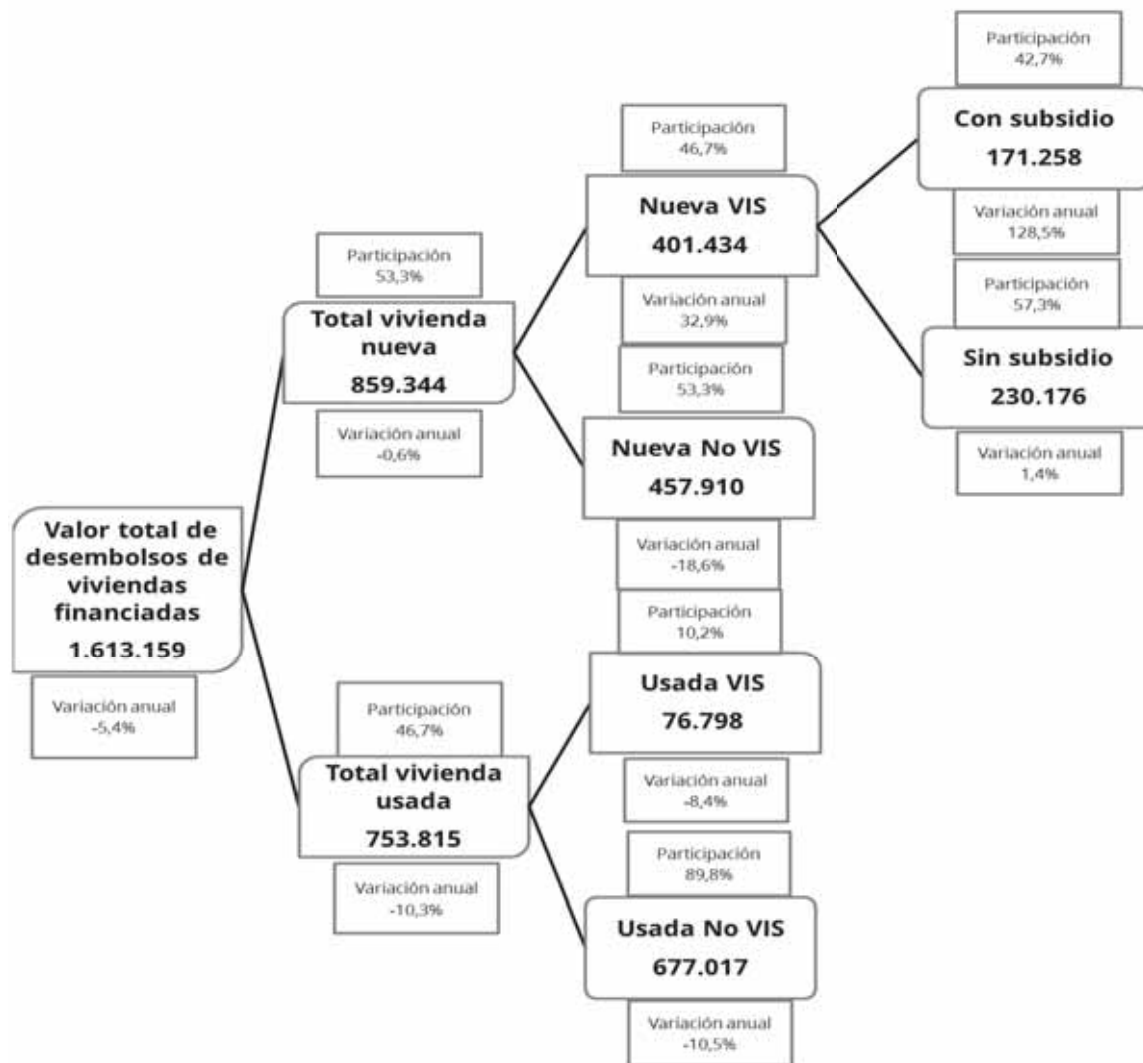 Participación
42,7%
Con subsidio
171.258
Variación anual
128,5%
Participación
57,3%
Sin subsidio
230.176
Variación anual
1,4%
Participación
46,7%
Nueva VIS
401.434
Variación anual
32,9%
Participación
53,3%
Nueva No VIS
457.910
Variación anual
-18,6%
Participación
53,3%
Total vivienda
nueva
859.344
Variación anual
-0,6%
Valor total de
desembolsos de
viviendas
financiadas
1.613.159
Variación anual
-5,4%
Participación
46,7%
Total vivienda
usada
753.815
Variación anual
-10,3%
Participación
10,2%
Usada VIS
76.798
Variación anual
-8,4%
Participación
89,8%
Usada No VIS
677.017
Variación anual
-10,5%